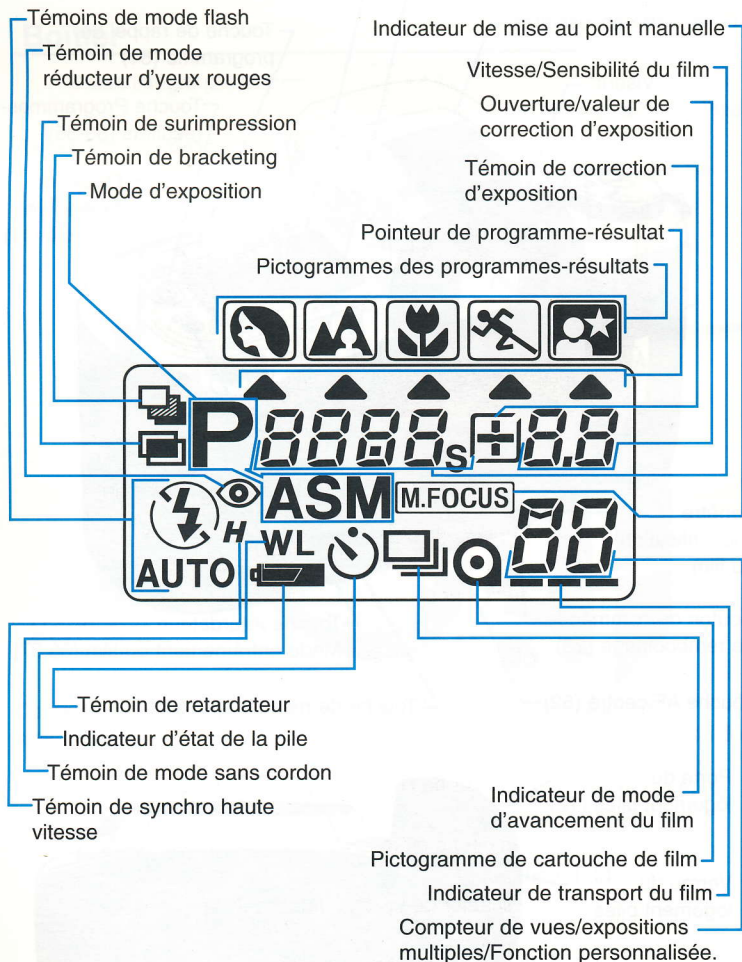 Témoins de mode flash
Témoin de mode
réducteur d'yeux rouges
Témoin de surimpression
Témoin de bracketing
Mode d'exposition
Indicateur de mise au point manuelle
Vitesse/Sensibilité du film
Ouverture/valeur de
correction d'exposition
Témoin de correction
d'exposition
Pointeur de programme-résultat
Pictogrammes des programmes-résultats
P 8888s 8.8
ASM M.FOCUS
H WL 88
AUTO
Témoin de retardateur
Indicateur d'état de la pile
Témoin de mode sans cordon
Témoin de synchro haute
vitesse
Indicateur de mode
d'avancement du film
Pictogramme de cartouche de film
Indicateur de transport du film
Compteur de vues/expositions
multiples/Fonction personnalisée.